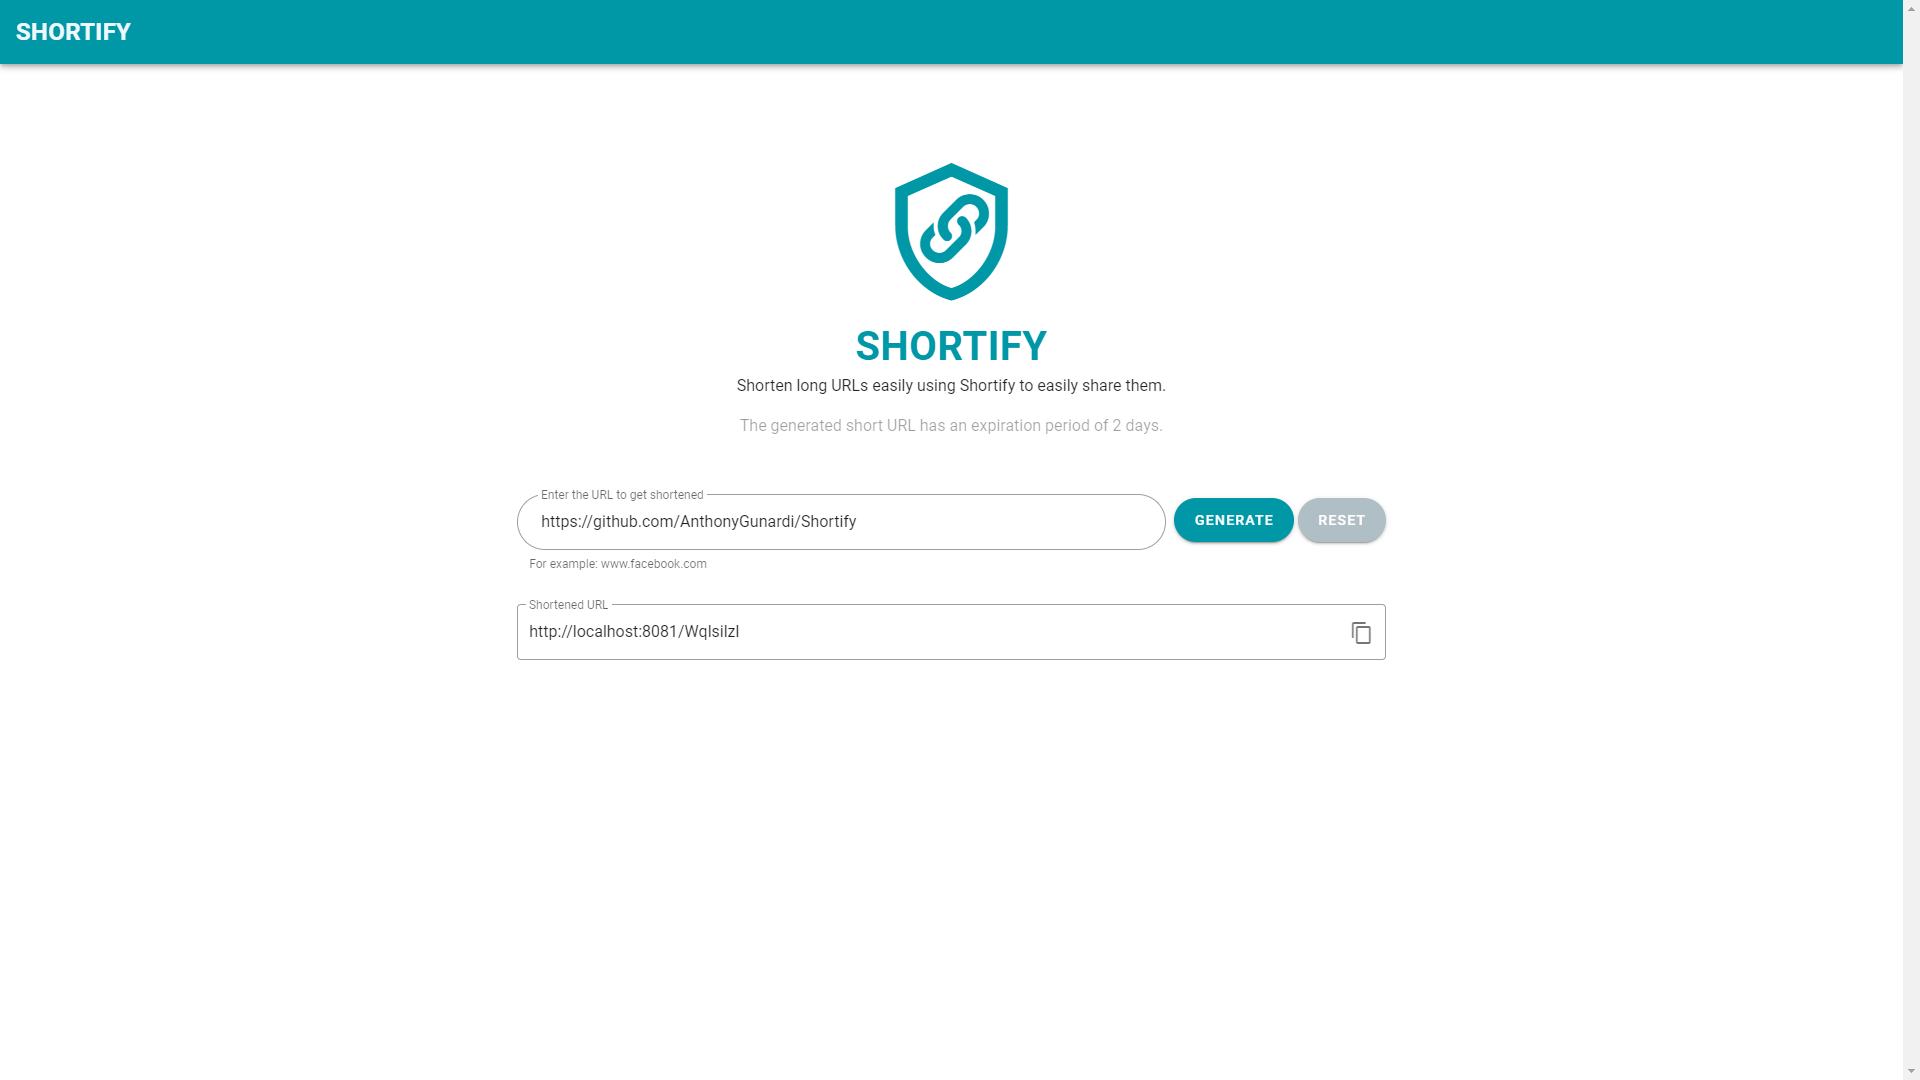 SHORTIFY
SHORTIFY
Shorten long URLs easily using Shortify to easily share them.
The generated short URL has an expiration period of 2 days.
Enter the URL to get shortened
https://github.com/AnthonyGunardi/Shortify
GENERATE
RESET
For example: www.facebook.com
Shortened URL
http://localhost:8081/WqlsilzI